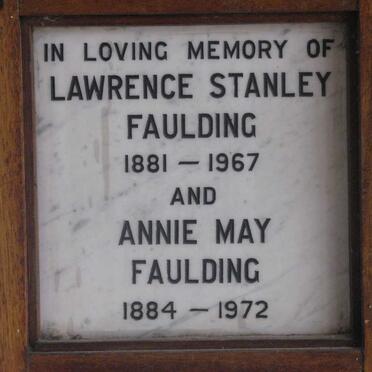 IN LOVING MEMORY OF
LAWRENCE STANLEY
FAULDING
1881 — 1967
AND
ANNIE MAY
FAULDING
1884 — 1972